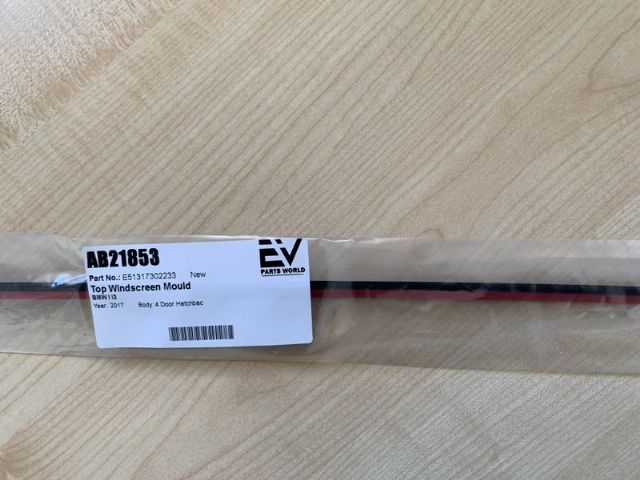 AB21853
EV
PARTS WORLD
Part No.: E51317302233 New
Top Windscreen Mould
BMW I I3
Year: 2017 Body: 4 Door Hatchbac